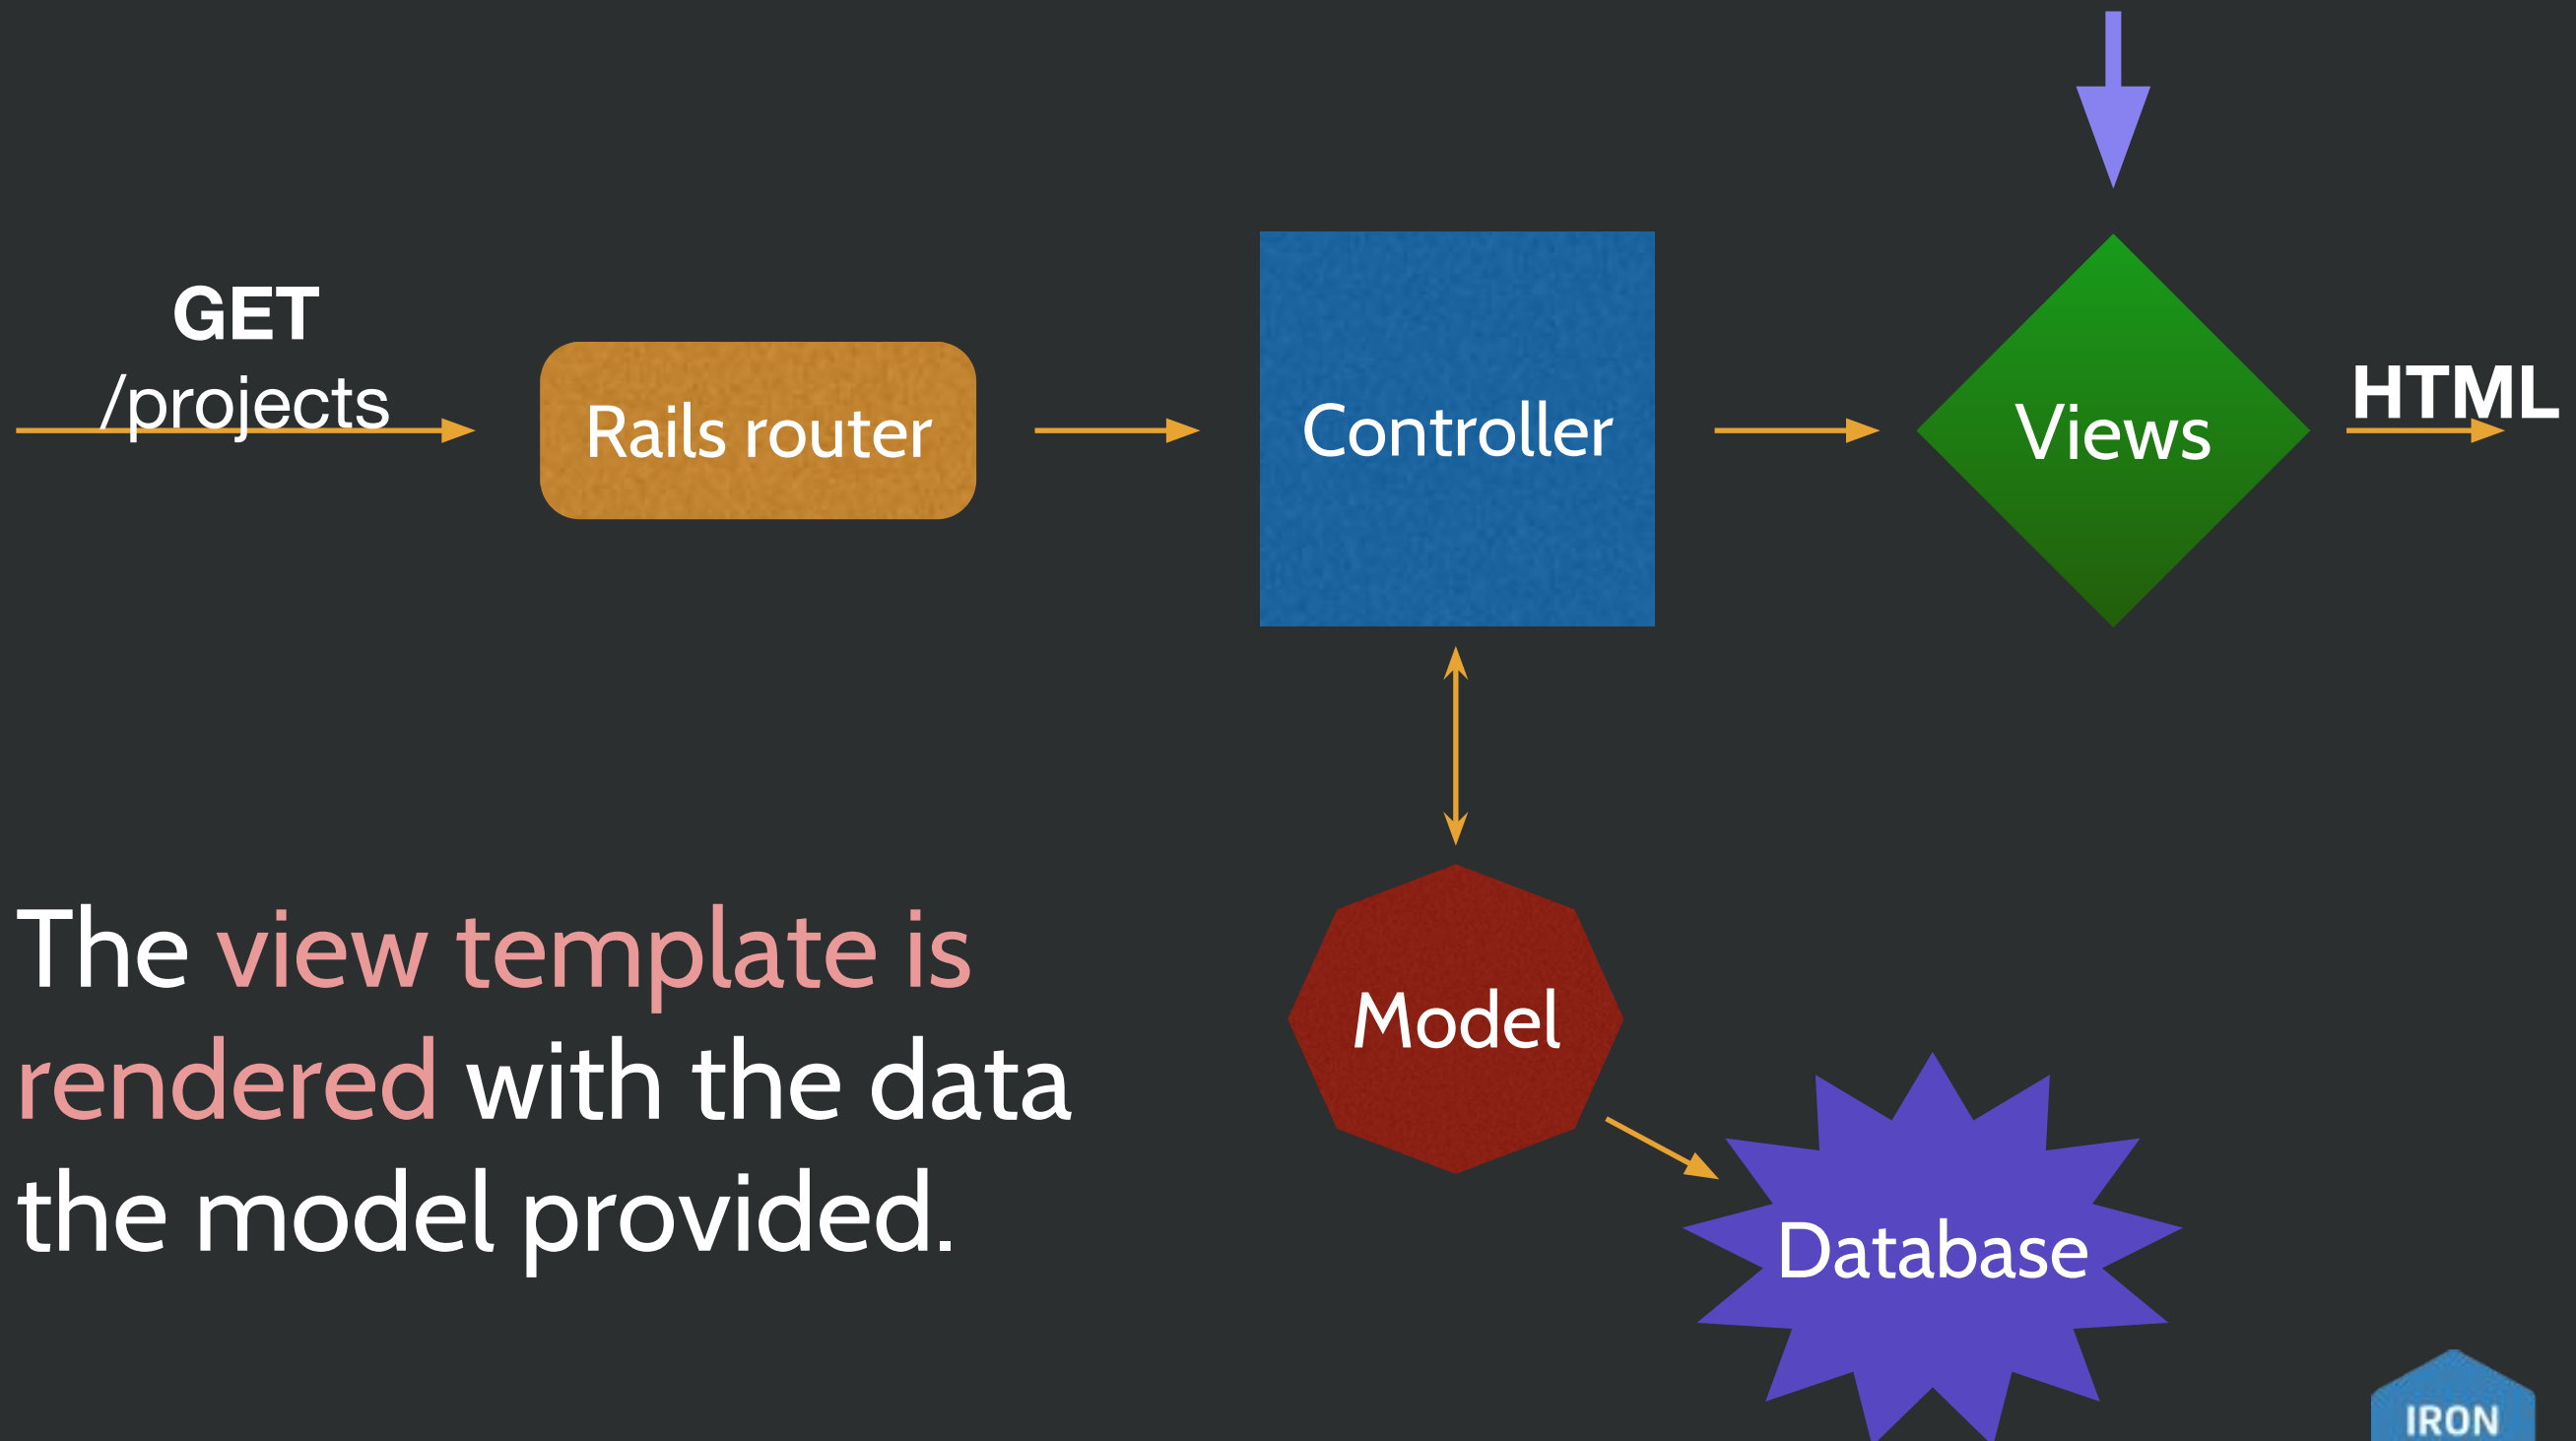 GET
/projects
Rails router
Controller
Views
HTML
Model
Database
The view template is
rendered with the data
the model provided.
IRON